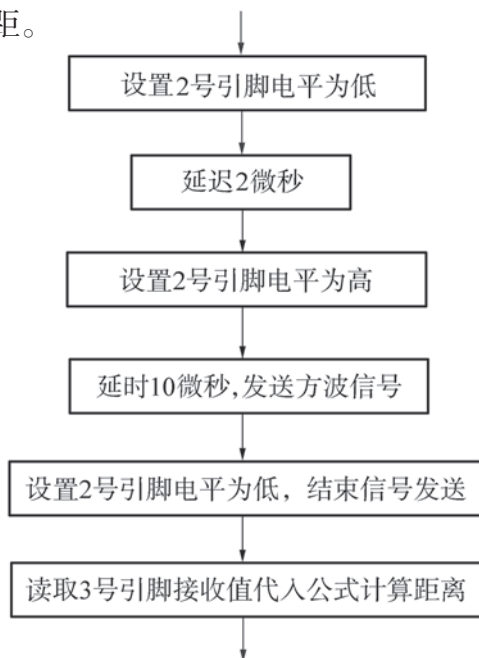 距。
设置2号引脚电平为低
延迟2微秒
设置2号引脚电平为高
延时10微秒,发送方波信号
设置2号引脚电平为低，结束信号发送
读取3号引脚接收值代入公式计算距离